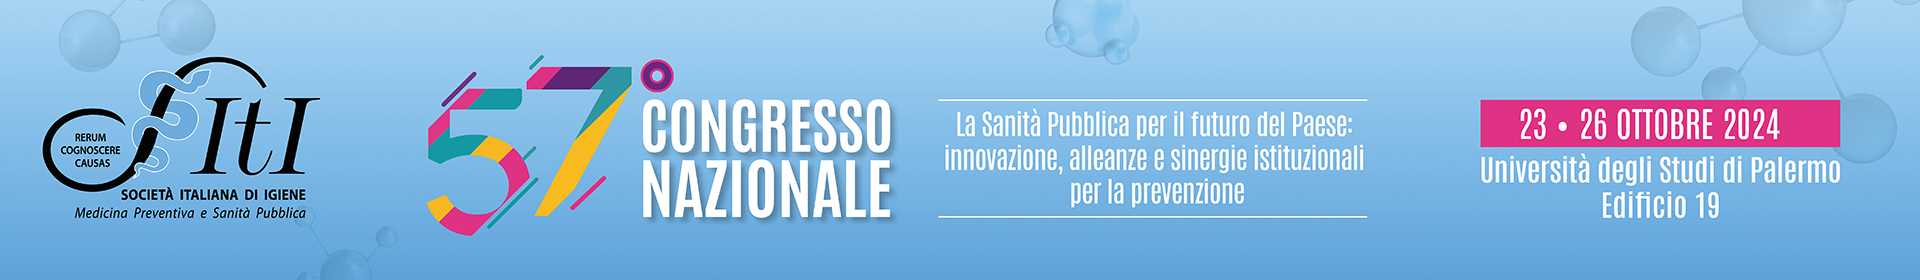 RERUM
COGNOSCERE
CAUSAS
SItI
SOCIETÀ ITALIANA DI IGIENE
Medicina Preventiva e Sanità Pubblica
57°
CONGRESSO
NAZIONALE
La Sanità Pubblica per il futuro del Paese:
innovazione, alleanze e sinergie istituzionali
per la prevenzione
23 • 26 OTTOBRE 2024
Università degli Studi di Palermo
Edificio 19